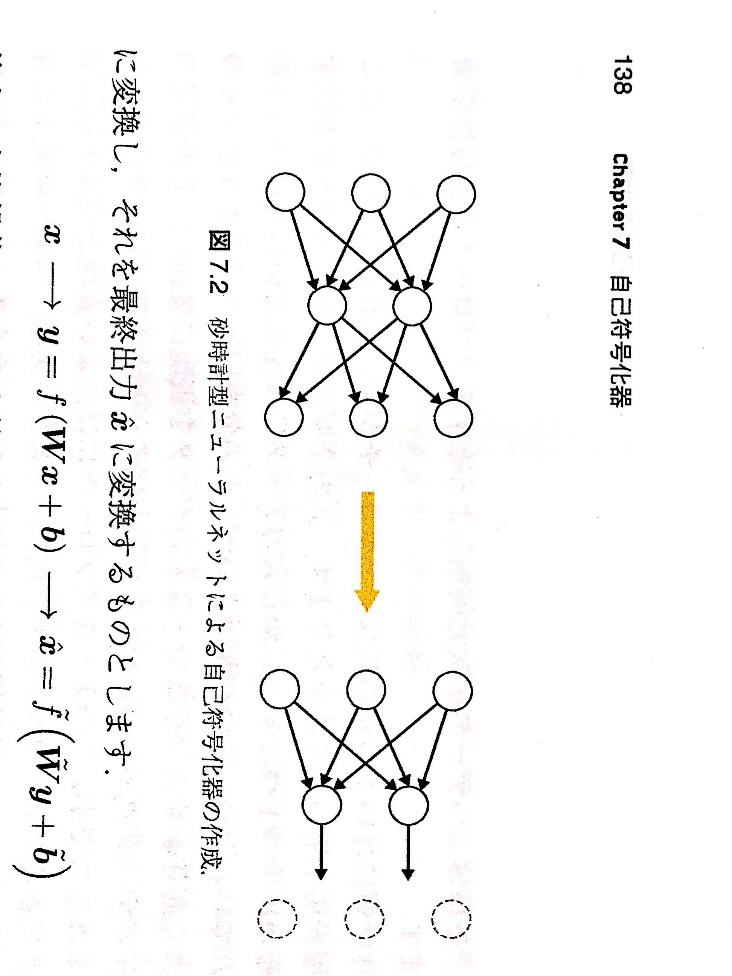 138 Chapter 7 自己符号化器
図 7.2 砂時計型ニューラルネットによる自己符号化器の作成.
に変換し，それを最終出力 x̂ に変換するものとします.
x ⟶ y = f(Wx + b) ⟶ x̂ = f̃(W̃y + b̃)